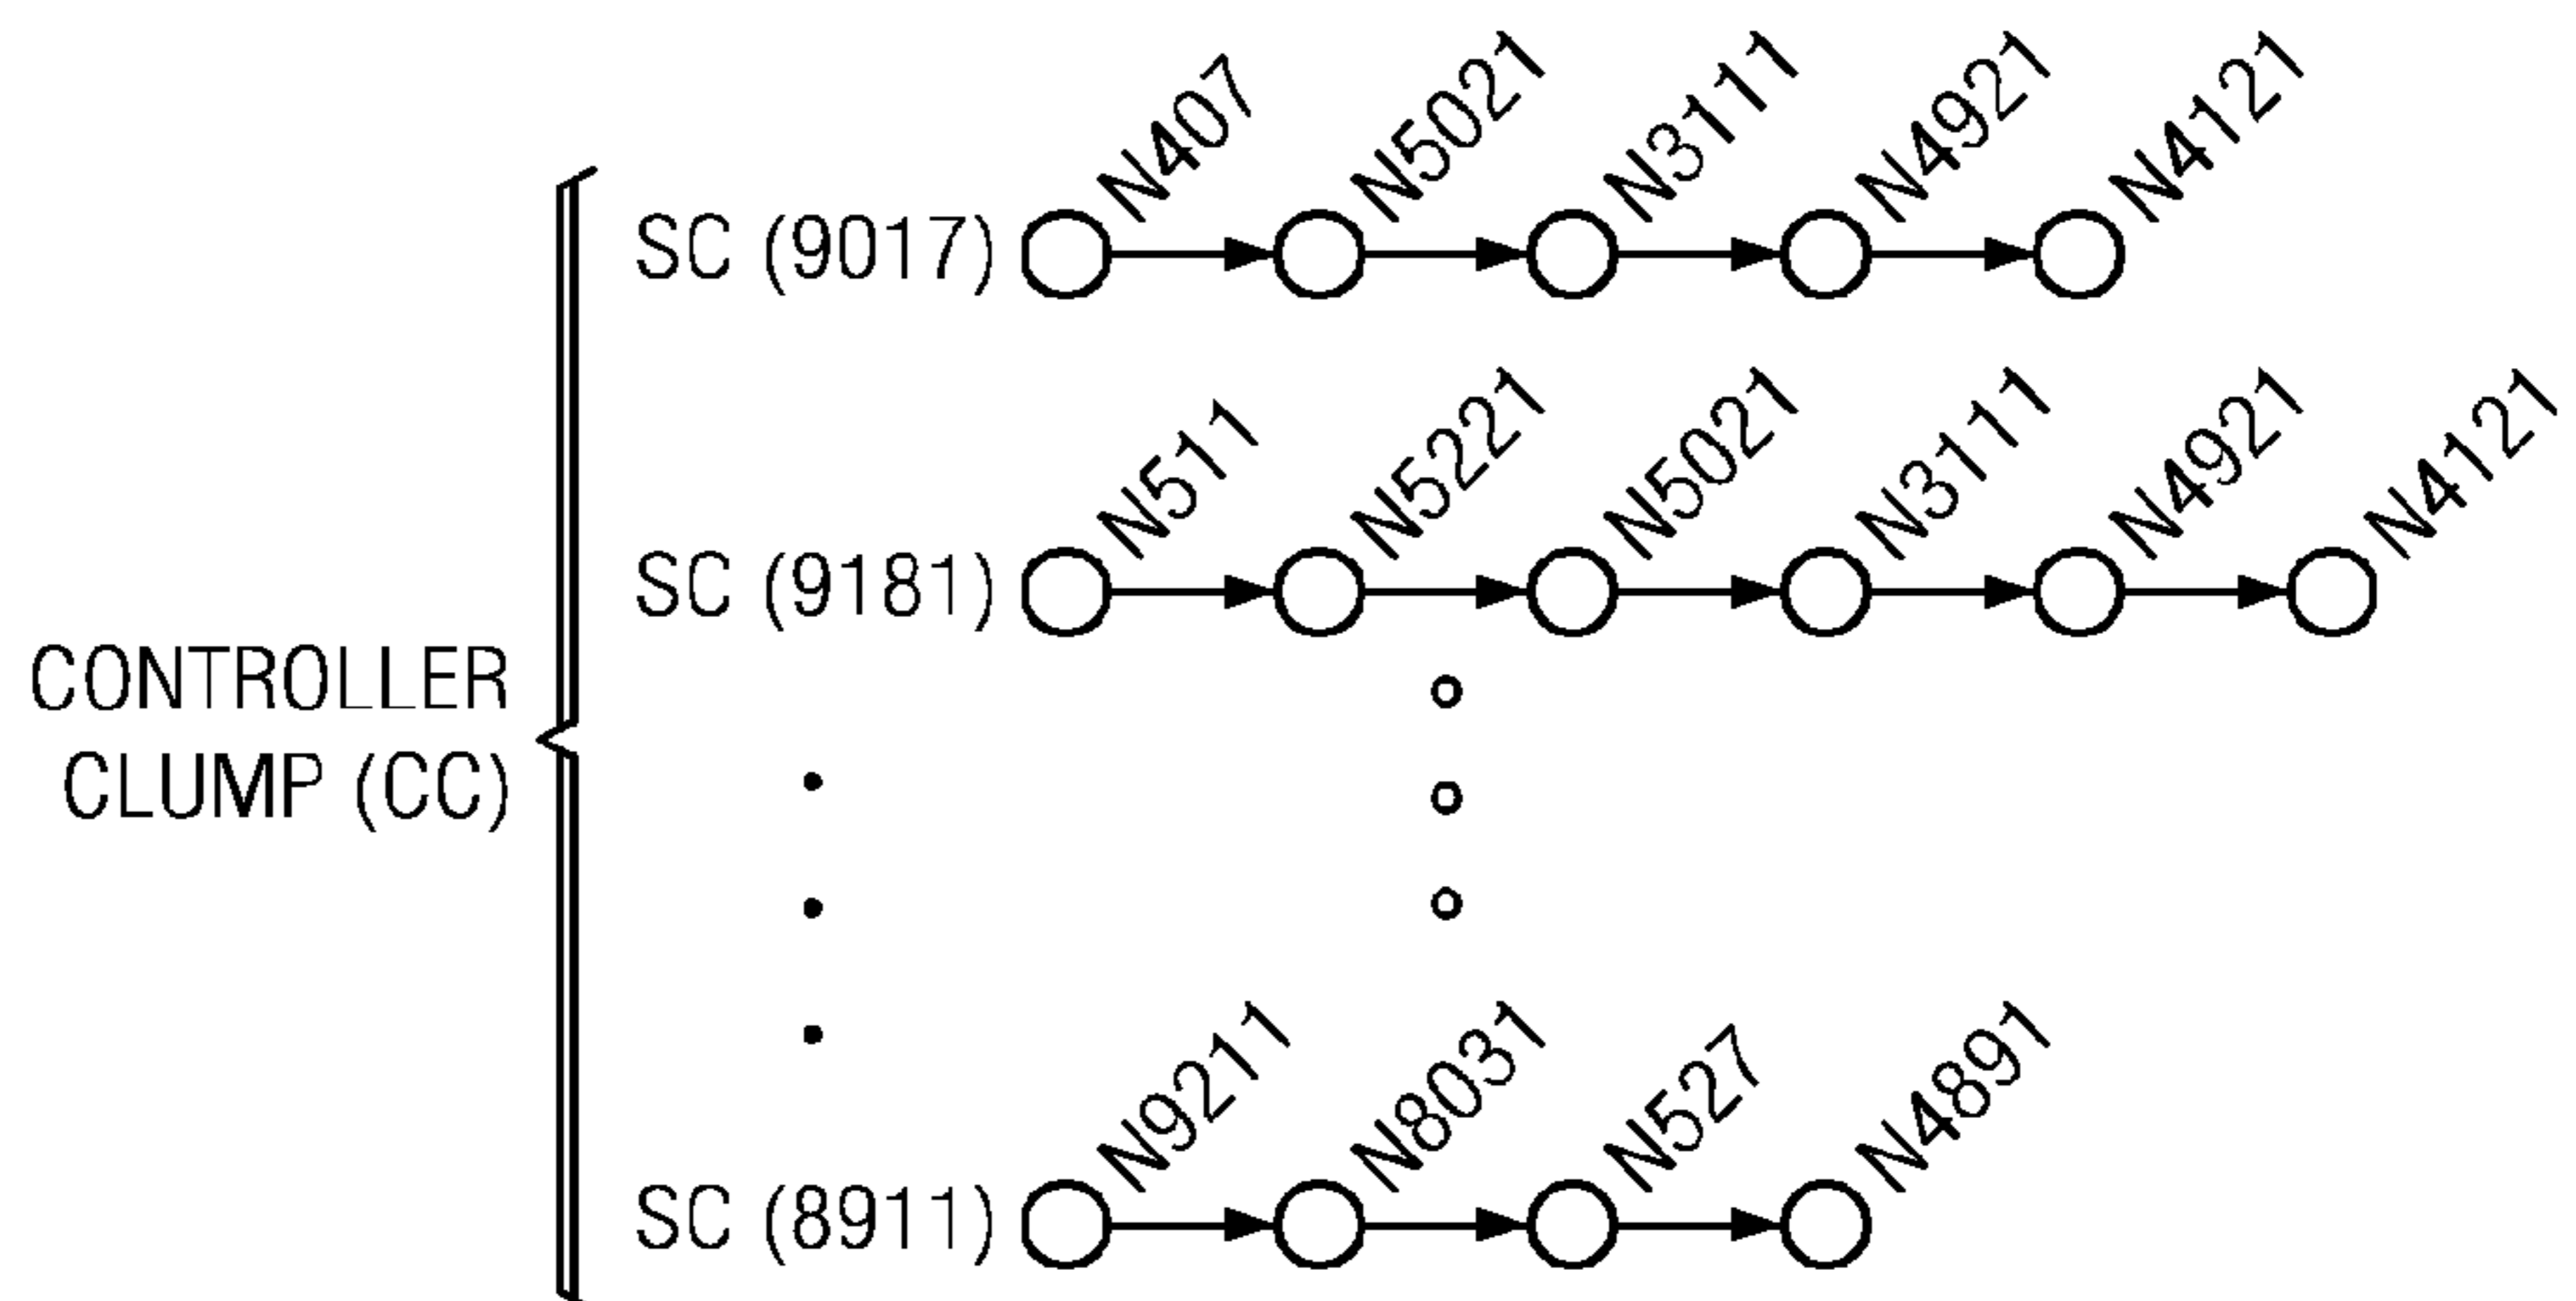 N407 N5021 N3111 N4921 N4121
SC (9017)
N511 N5221 N5021 N3111 N4921 N4121
SC (9181)
CONTROLLER
CLUMP (CC)
N9211 N8031 N527 N4891
SC (8911)